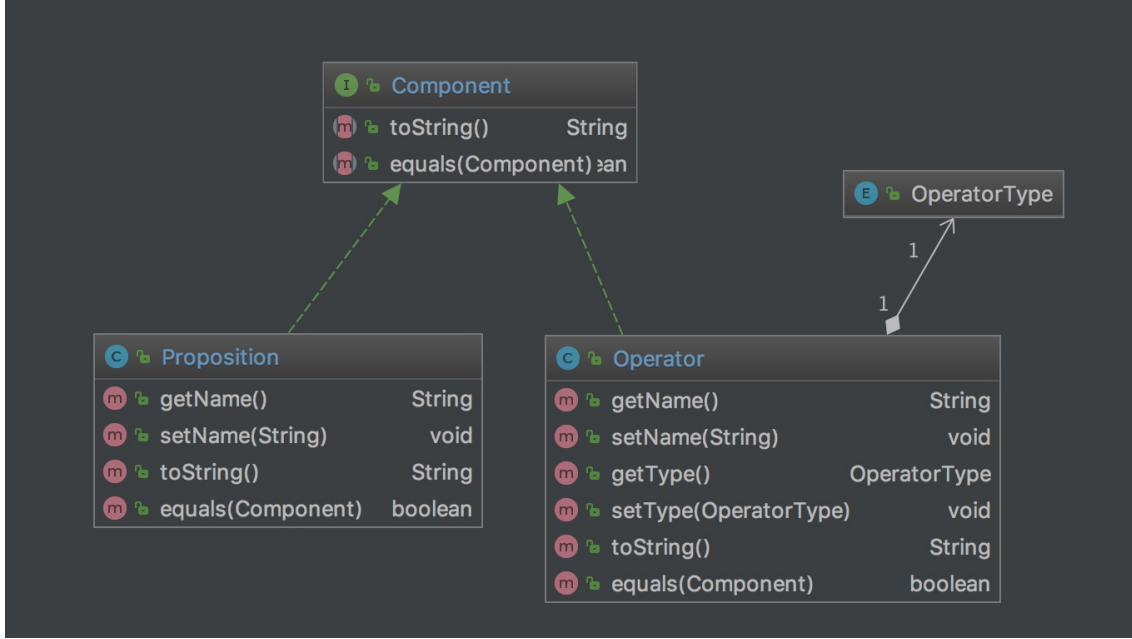 I Component
m toString() String
m equals(Component) ean
E OperatorType
1
1
C Proposition
m getName() String
m setName(String) void
m toString() String
m equals(Component) boolean
C Operator
m getName() String
m setName(String) void
m getType() OperatorType
m setType(OperatorType) void
m toString() String
m equals(Component) boolean